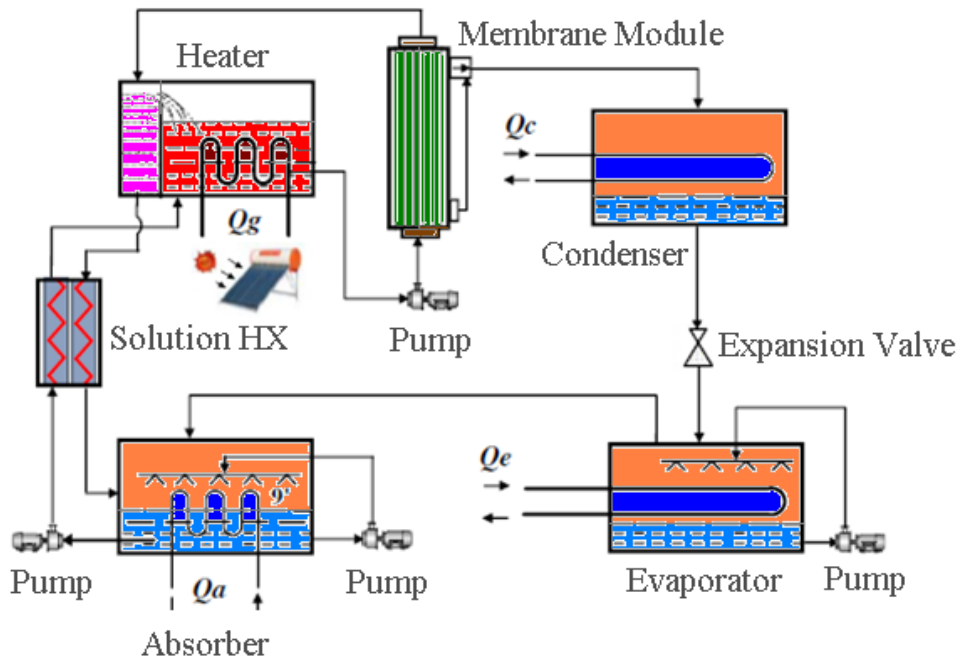 Membrane Module
Heater
Qc
Qg
Condenser
Solution HX
Pump
Expansion Valve
Qe
9'
Pump
Qa
Pump
Evaporator
Pump
Absorber